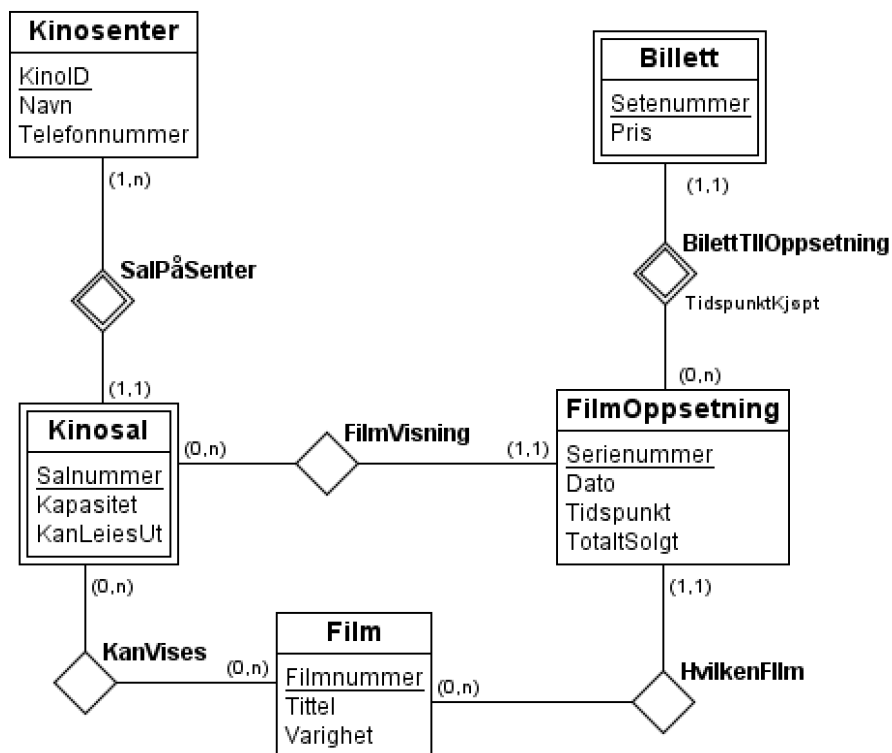 Kinosenter
KinoID
Navn
Telefonnummer
(1,n)
SalPåSenter
(1,1)
Billett
Setenummer
Pris
(1,1)
BilettTIlOppsetning
TidspunktKjøpt
(0,n)
Kinosal
Salnummer
Kapasitet
KanLeiesUt
(0,n)
FilmVisning
(1,1)
FilmOppsetning
Serienummer
Dato
Tidspunkt
TotaltSolgt
(0,n)
(1,1)
KanVises
(0,n)
Film
Filmnummer
Tittel
Varighet
(0,n)
HvilkenFIlm